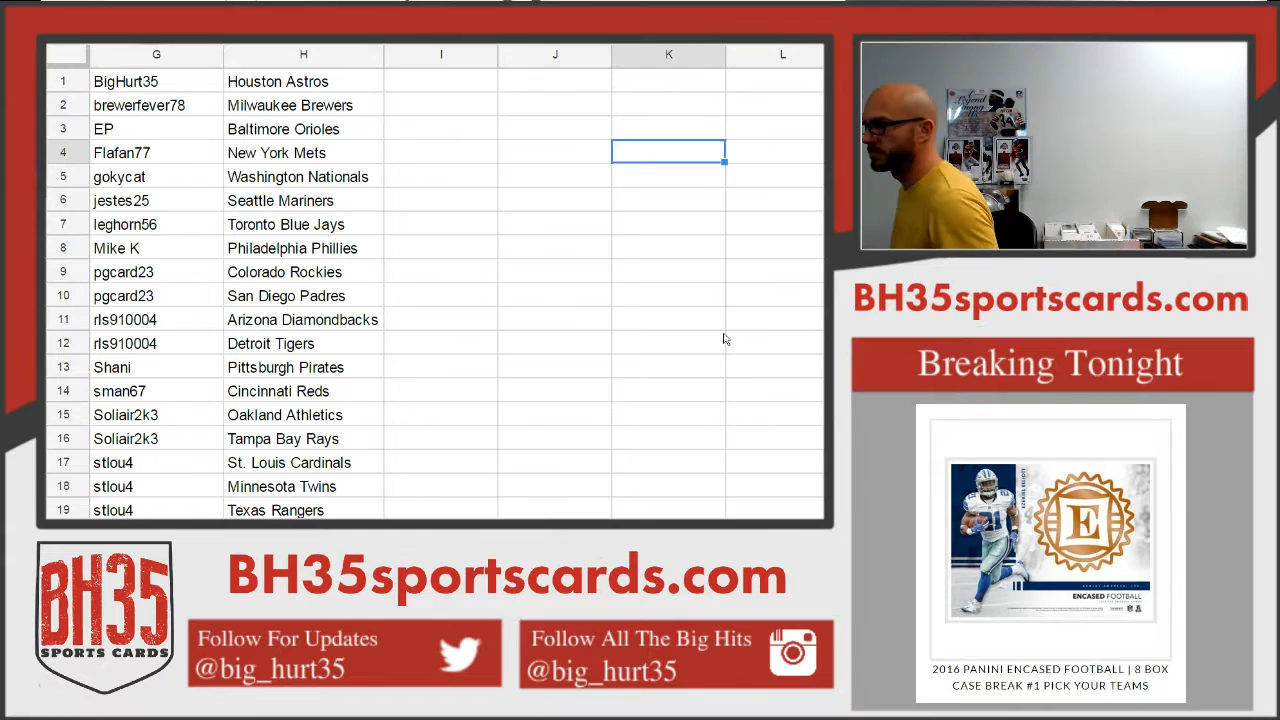 G H I J K L
1 BigHurt35 Houston Astros
2 brewerfever78 Milwaukee Brewers
3 EP Baltimore Orioles
4 Flafan77 New York Mets
5 gokycat Washington Nationals
6 jestes25 Seattle Mariners
7 leghorn56 Toronto Blue Jays
8 Mike K Philadelphia Phillies
9 pgcard23 Colorado Rockies
10 pgcard23 San Diego Padres
11 rls910004 Arizona Diamondbacks
12 rls910004 Detroit Tigers
13 Shani Pittsburgh Pirates
14 sman67 Cincinnati Reds
15 Soliair2k3 Oakland Athletics
16 Soliair2k3 Tampa Bay Rays
17 stlou4 St. Louis Cardinals
18 stlou4 Minnesota Twins
19 stlou4 Texas Rangers
Legend
34
BH35sportscards.com
Breaking Tonight
EZEKIEL ELLIOTT
21
E
ENCASED FOOTBALL
2016 PANINI ENCASED FOOTBALL | 8 BOX
CASE BREAK #1 PICK YOUR TEAMS
BH35
SPORTS CARDS
BH35sportscards.com
Follow For Updates
@big_hurt35
Follow All The Big Hits
@big_hurt35